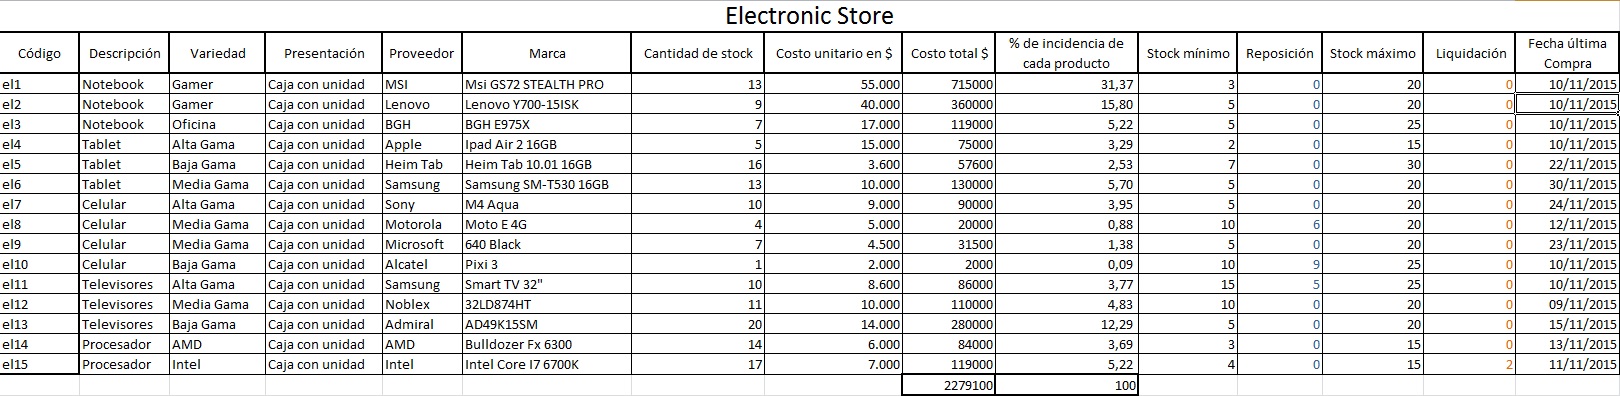 Electronic Store
Código Descripción Variedad Presentación Proveedor Marca Cantidad de stock Costo unitario en $ Costo total $ % de incidencia de cada producto Stock mínimo Reposición Stock máximo Liquidación Fecha última Compra
el1 Notebook Gamer Caja con unidad MSI Msi GS72 STEALTH PRO 13 55.000 715000 31,37 3 0 20 0 10/11/2015
el2 Notebook Gamer Caja con unidad Lenovo Lenovo Y700-15ISK 9 40.000 360000 15,80 5 0 20 0 10/11/2015
el3 Notebook Oficina Caja con unidad BGH BGH E975X 7 17.000 119000 5,22 5 0 25 0 10/11/2015
el4 Tablet Alta Gama Caja con unidad Apple Ipad Air 2 16GB 5 15.000 75000 3,29 2 0 15 0 10/11/2015
el5 Tablet Baja Gama Caja con unidad Heim Tab Heim Tab 10.01 16GB 16 3.600 57600 2,53 7 0 30 0 22/11/2015
el6 Tablet Media Gama Caja con unidad Samsung Samsung SM-T530 16GB 13 10.000 130000 5,70 5 0 20 0 30/11/2015
el7 Celular Alta Gama Caja con unidad Sony M4 Aqua 10 9.000 90000 3,95 5 0 20 0 24/11/2015
el8 Celular Media Gama Caja con unidad Motorola Moto E 4G 4 5.000 20000 0,88 10 6 20 0 12/11/2015
el9 Celular Media Gama Caja con unidad Microsoft 640 Black 7 4.500 31500 1,38 5 0 20 0 23/11/2015
el10 Celular Baja Gama Caja con unidad Alcatel Pixi 3 1 2.000 2000 0,09 10 9 25 0 10/11/2015
el11 Televisores Alta Gama Caja con unidad Samsung Smart TV 32" 10 8.600 86000 3,77 15 5 25 0 10/11/2015
el12 Televisores Media Gama Caja con unidad Noblex 32LD874HT 11 10.000 110000 4,83 10 0 20 0 09/11/2015
el13 Televisores Baja Gama Caja con unidad Admiral AD49K15SM 20 14.000 280000 12,29 5 0 20 0 15/11/2015
el14 Procesador AMD Caja con unidad AMD Bulldozer Fx 6300 14 6.000 84000 3,69 3 0 15 0 13/11/2015
el15 Procesador Intel Caja con unidad Intel Intel Core I7 6700K 17 7.000 119000 5,22 4 0 15 2 11/11/2015
2279100 100